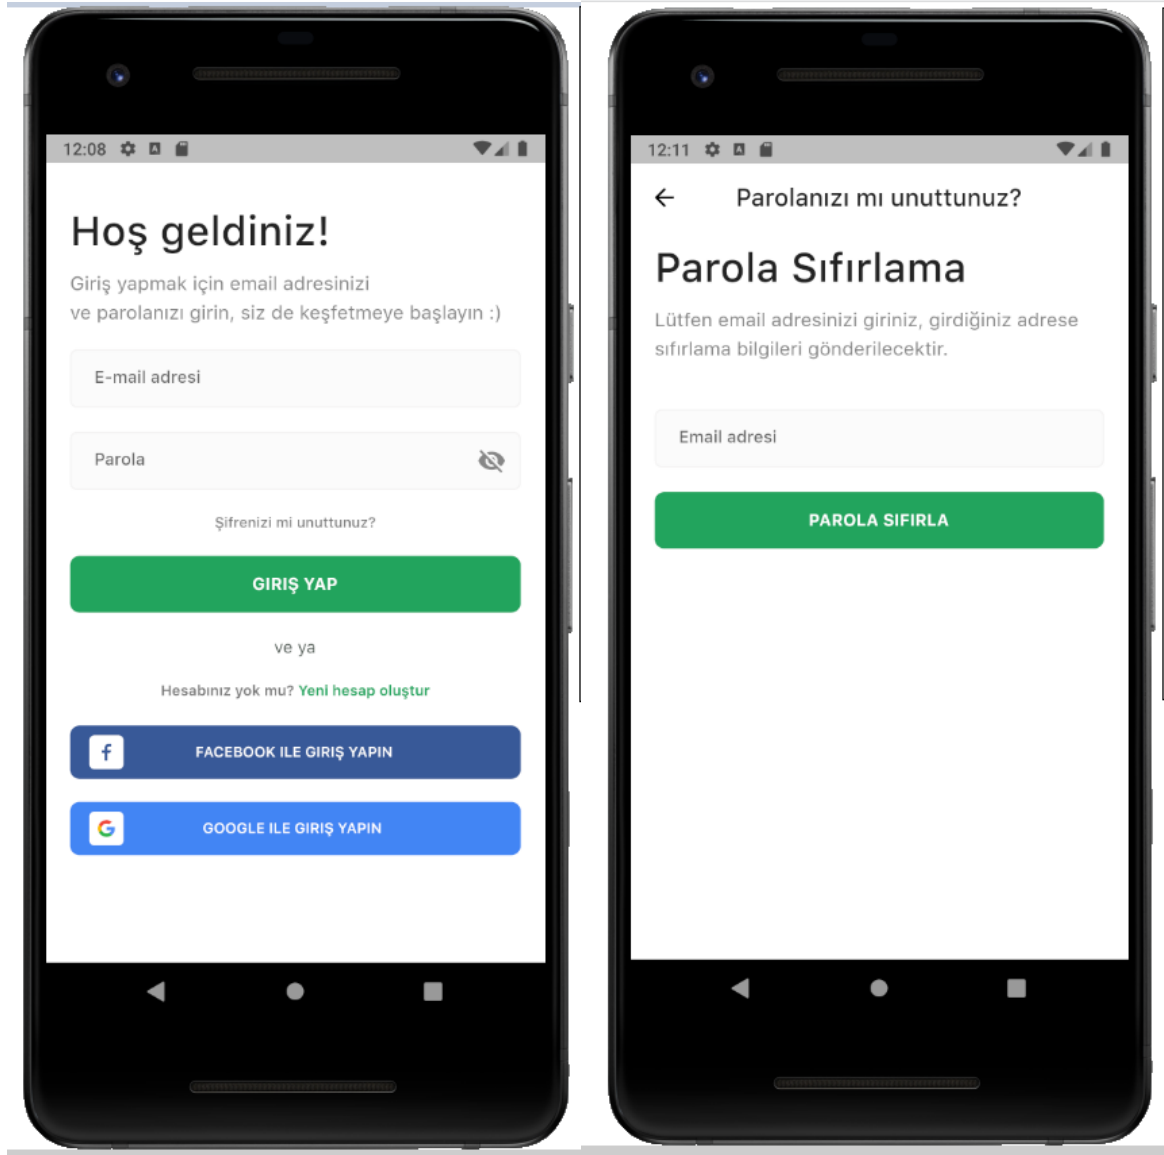 12:08
Hoş geldiniz!
Giriş yapmak için email adresinizi
ve parolanızı girin, siz de keşfetmeye başlayın :)
E-mail adresi
Parola
Şifrenizi mi unuttunuz?
GIRIŞ YAP
ve ya
Hesabınız yok mu? Yeni hesap oluştur
f
FACEBOOK ILE GIRIŞ YAPIN
G
GOOGLE ILE GIRIŞ YAPIN
12:11
Parolanızı mı unuttunuz?
Parola Sıfırlama
Lütfen email adresinizi giriniz, girdiğiniz adrese
sıfırlama bilgileri gönderilecektir.
Email adresi
PAROLA SIFIRLA